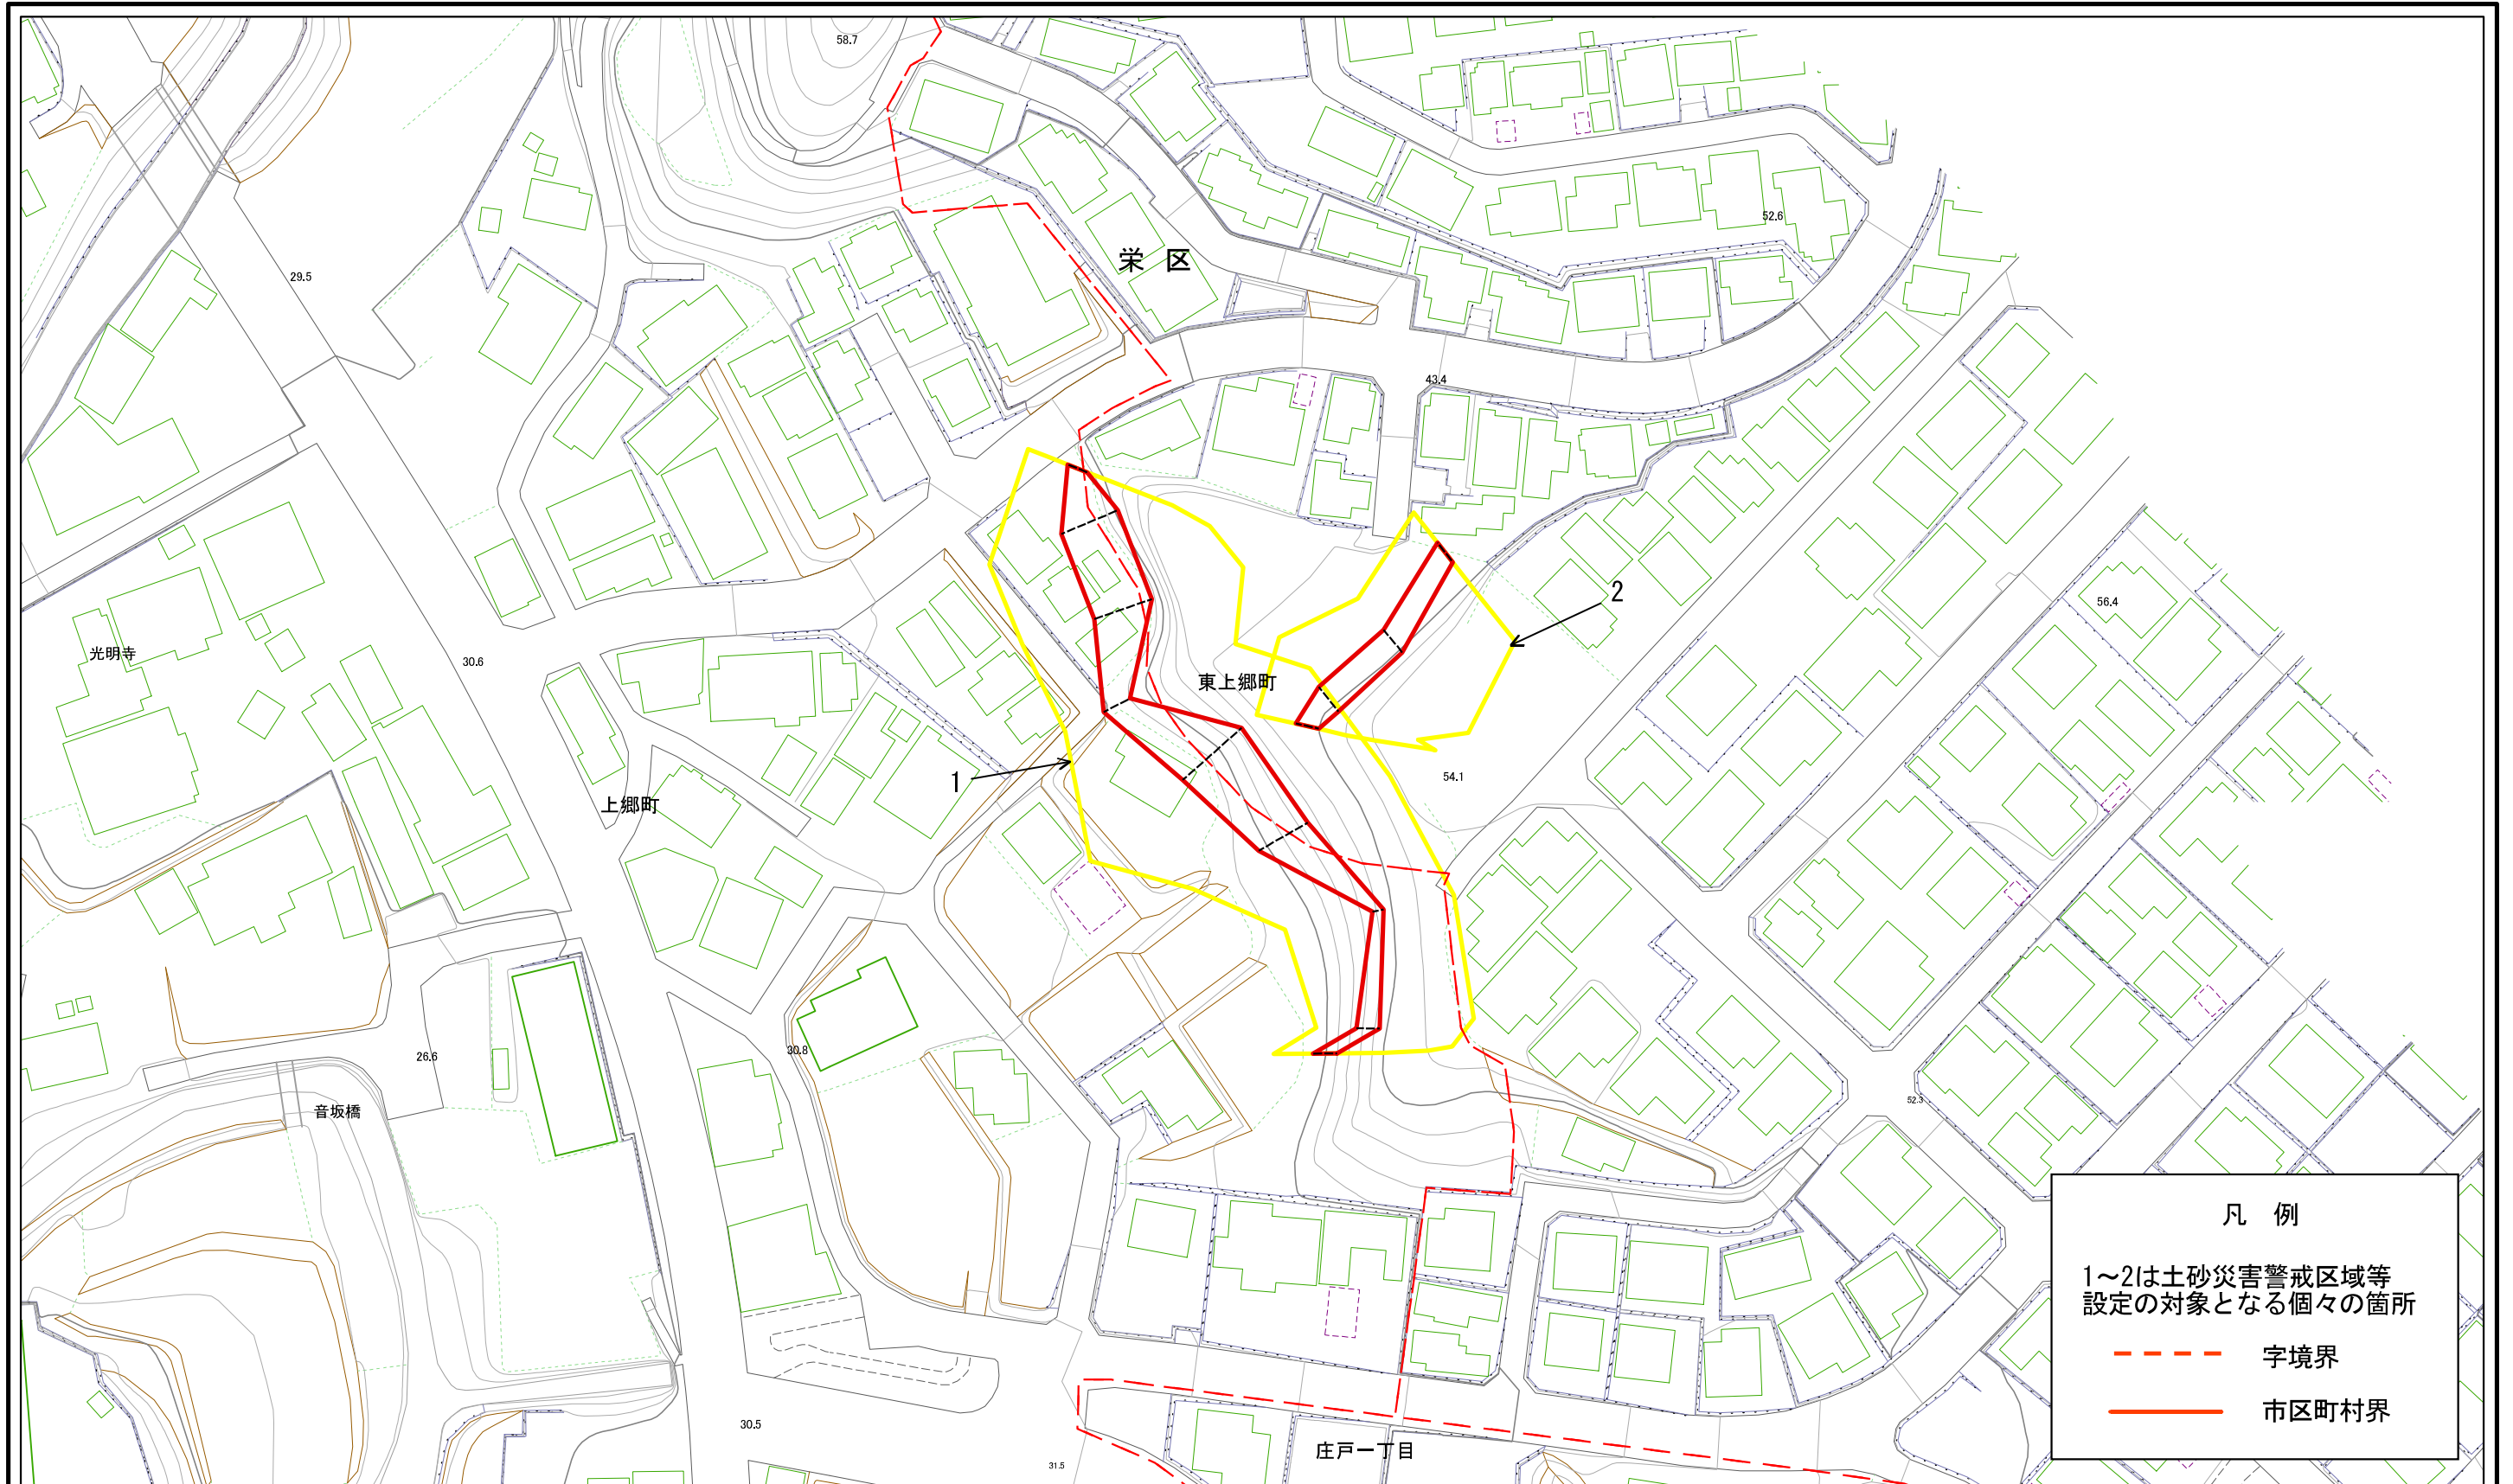 58.7
52.6
栄 区
29.5
43.4
2
56.4
光明寺
30.6
東上郷町
1
54.1
上郷町
30.8
26.6
52.3
音坂橋
凡 例
1～2は土砂災害警戒区域等
設定の対象となる個々の箇所
字境界
市区町村界
30.5
庄戸一丁目
31.5